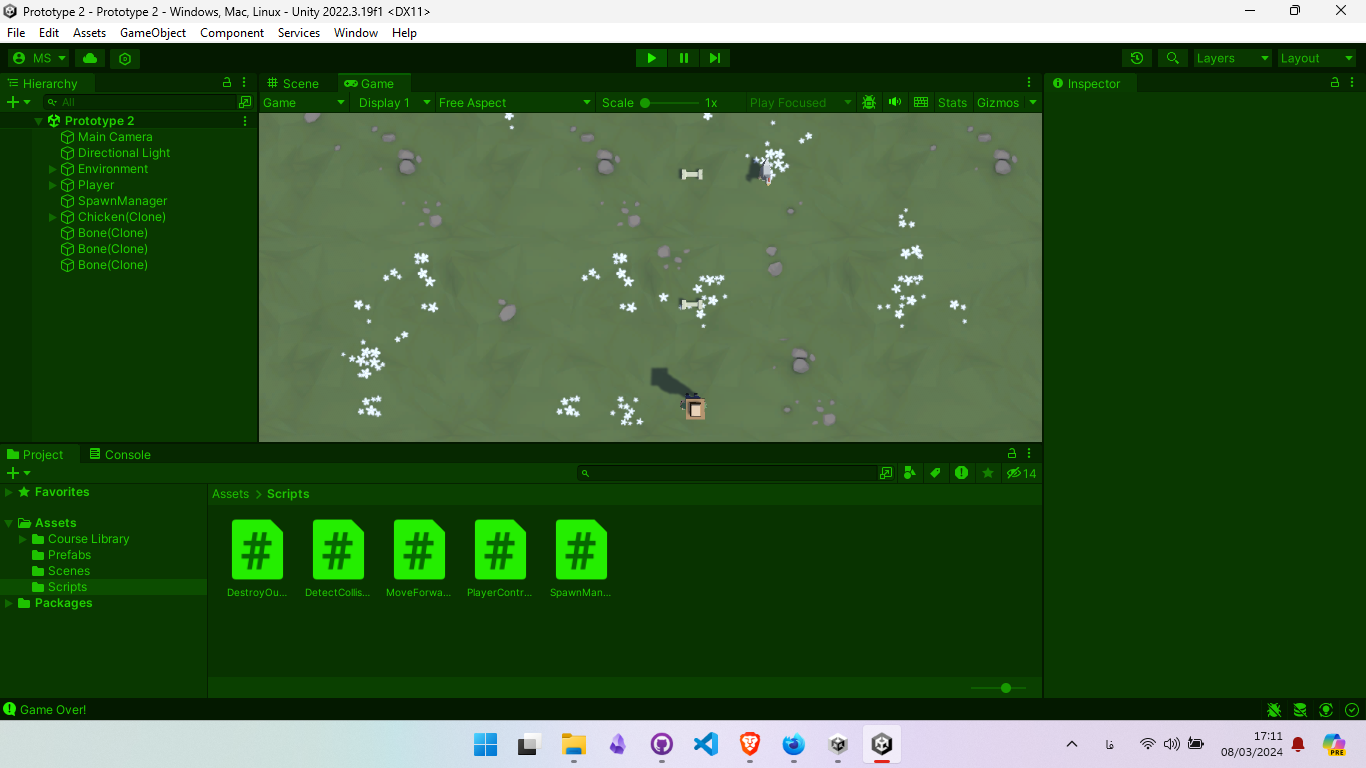 Prototype 2 - Prototype 2 - Windows, Mac, Linux - Unity 2022.3.19f1 <DX11>
File Edit Assets GameObject Component Services Window Help
MS Layers Layout
Hierarchy
All
Prototype 2
Main Camera
Directional Light
Environment
Player
SpawnManager
Chicken(Clone)
Bone(Clone)
Bone(Clone)
Bone(Clone)
Scene Game
Game Display 1 Free Aspect Scale 1x Play Focused Stats Gizmos
Inspector
Project Console
14
Favorites
Assets
Course Library
Prefabs
Scenes
Scripts
Packages
Assets > Scripts
DestroyOu... DetectCollis... MoveForwa... PlayerContr... SpawnMan...
Game Over!
فا
17:11
08/03/2024
PRE